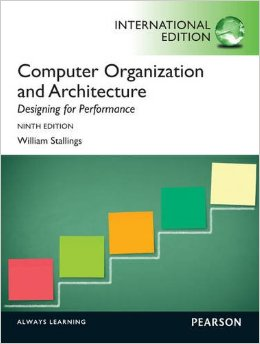 INTERNATIONAL
EDITION
Computer Organization
and Architecture
Designing for Performance
NINTH EDITION
William Stallings
ALWAYS LEARNING
PEARSON